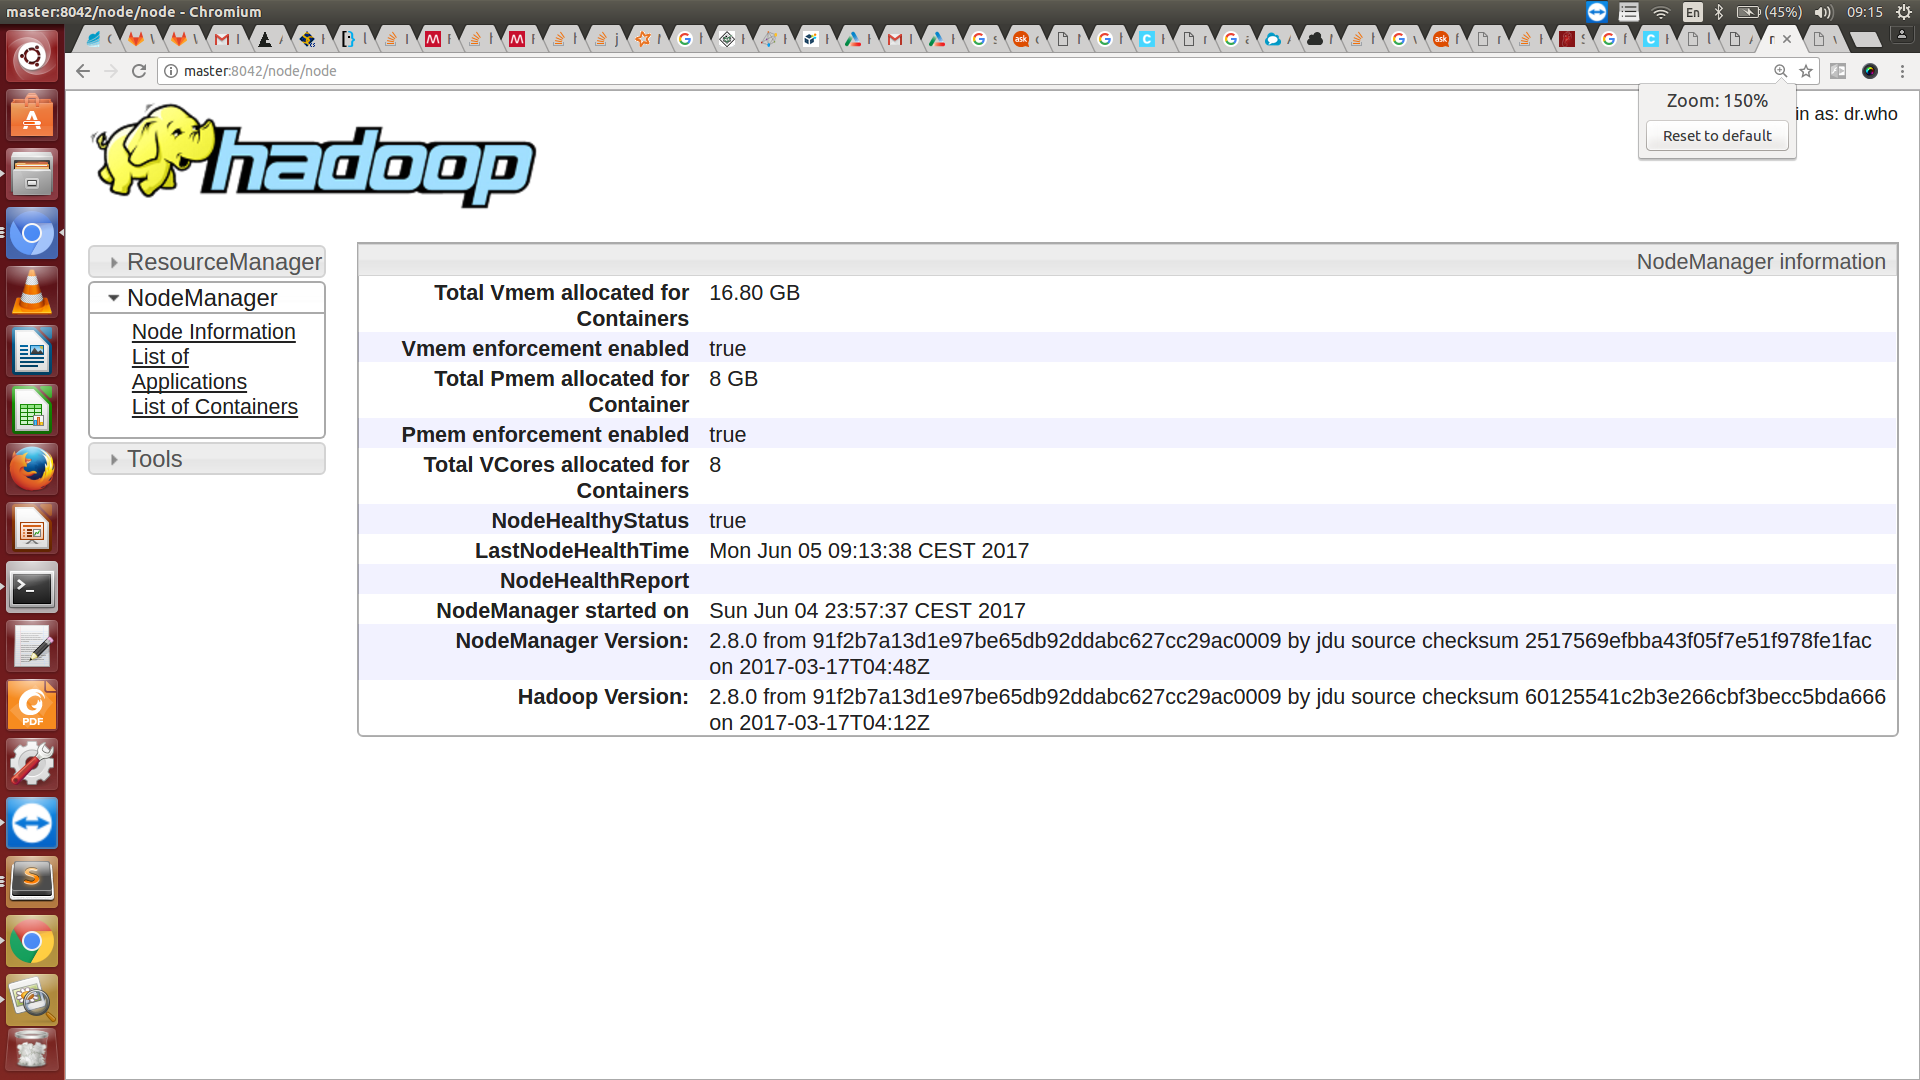 master:8042/node/node - Chromium
En
(45%)
09:15
master:8042/node/node
Zoom: 150%
Reset to default
in as: dr.who
hadoop
ResourceManager
NodeManager
Node Information
List of
Applications
List of Containers
Tools
NodeManager information
Total Vmem allocated for
Containers
16.80 GB
Vmem enforcement enabled
true
Total Pmem allocated for
Container
8 GB
Pmem enforcement enabled
true
Total VCores allocated for
Containers
8
NodeHealthyStatus
true
LastNodeHealthTime
Mon Jun 05 09:13:38 CEST 2017
NodeHealthReport
NodeManager started on
Sun Jun 04 23:57:37 CEST 2017
NodeManager Version:
2.8.0 from 91f2b7a13d1e97be65db92ddabc627cc29ac0009 by jdu source checksum 2517569efbba43f05f7e51f978fe1fac
on 2017-03-17T04:48Z
Hadoop Version:
2.8.0 from 91f2b7a13d1e97be65db92ddabc627cc29ac0009 by jdu source checksum 60125541c2b3e266cbf3becc5bda666
on 2017-03-17T04:12Z
PDF